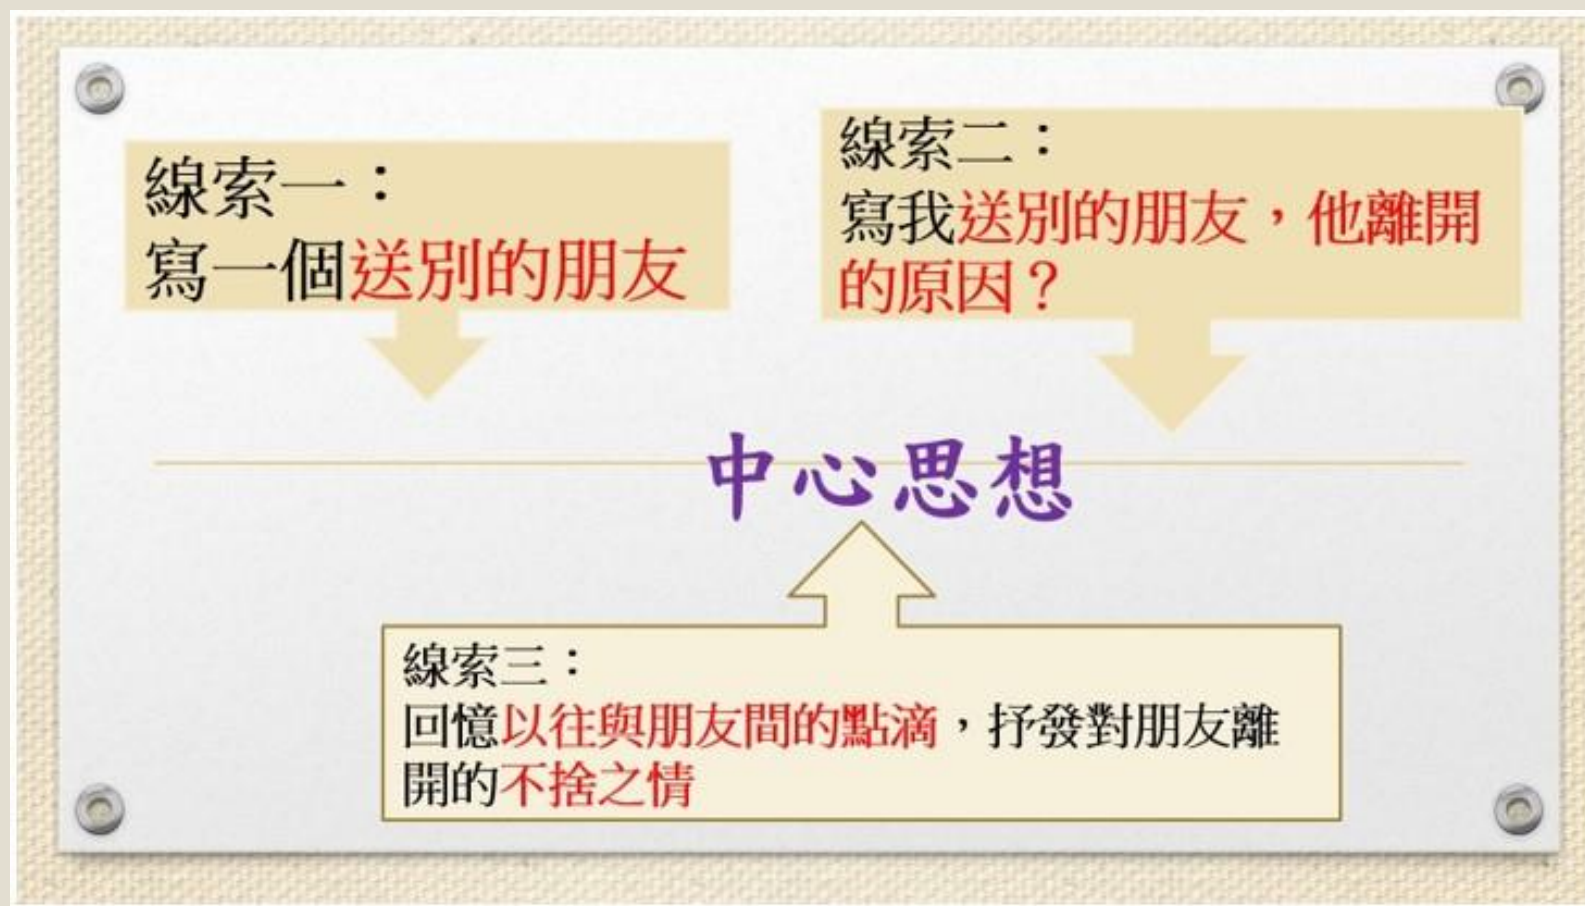 線索一：
寫一個送別的朋友
線索二：
寫我送別的朋友，他離開
的原因？
中心思想
線索三：
回憶以往與朋友間的點滴，抒發對朋友離
開的不捨之情